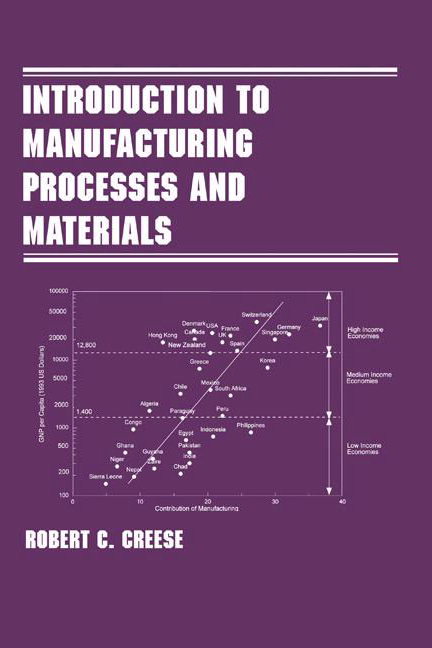 INTRODUCTION TO
MANUFACTURING
PROCESSES AND
MATERIALS
100000
50000
20000
10000
5000
2000
1000
500
200
100
12,800
1,400
GNP per Capita (1993 US Dollars)
Switzerland
Japan
Denmark
USA
France
Germany
Canada
UK
Singapore
Hong Kong
New Zealand
Spain
Greece
Korea
Chile
Mexico
South Africa
Algeria
Paraguay
Peru
Congo
Indonesia
Philippines
Egypt
Ghana
Guyana
Pakistan
Niger
Zaire
India
Nepal
Chad
Sierra Leone
High Income
Economies
Medium Income
Economies
Low Income
Economies
0
10
20
30
40
Contribution of Manufacturing
ROBERT C. CREESE